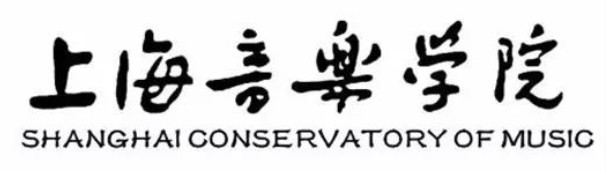 上海音樂学院
SHANGHAI CONSERVATORY OF MUSIC